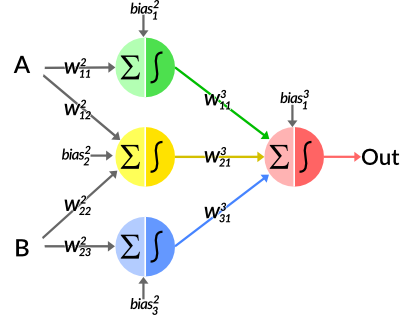 bias₁²
A
w₁₁²
Σ ∫
w₁₁³
w₁₂²
bias₁³
bias₂²
Σ ∫
w₂₁³
Σ ∫
Out
w₂₂²
w₃₁³
B
w₂₃²
Σ ∫
bias₃²